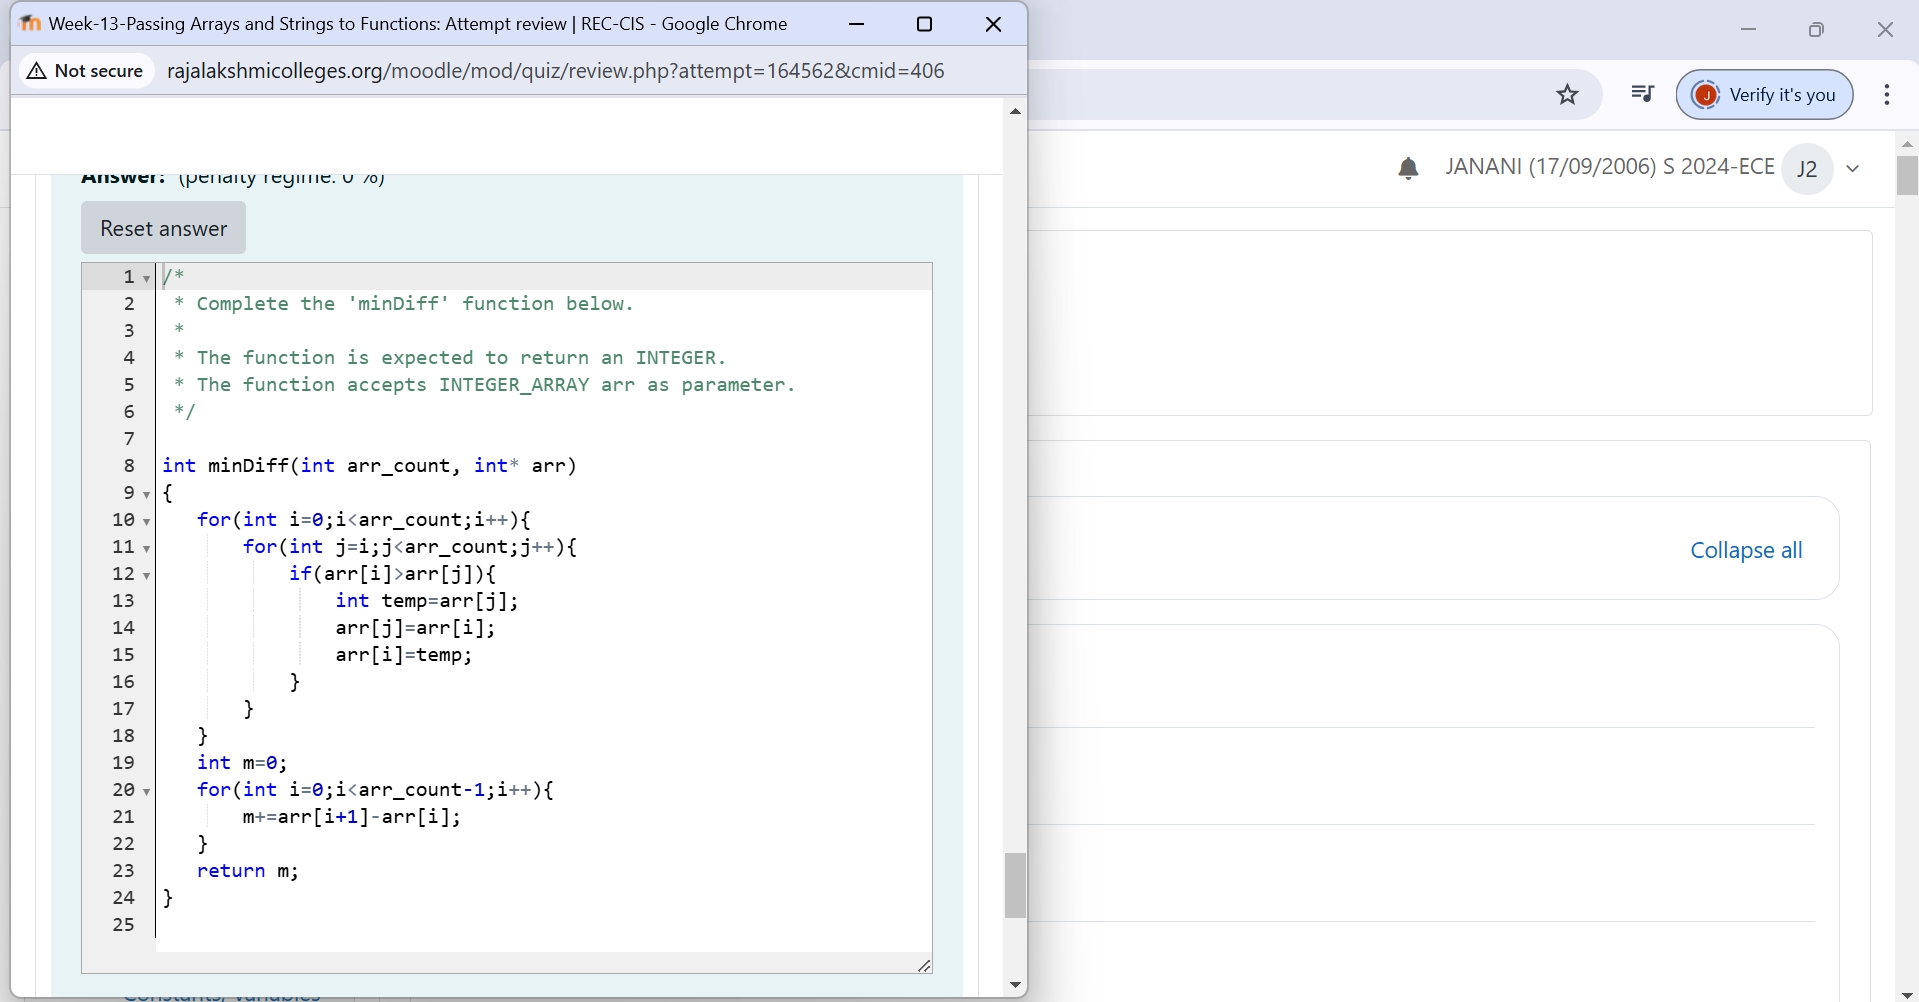 Week-13-Passing Arrays and Strings to Functions: Attempt review | REC-CIS - Google Chrome
Not secure rajalakshmicolleges.org/moodle/mod/quiz/review.php?attempt=164562&cmid=406
Verify it's you
JANANI (17/09/2006) S 2024-ECE J2
Answer: (penalty regime: 0 %)
Reset answer
1 /*
2 * Complete the 'minDiff' function below.
3 *
4 * The function is expected to return an INTEGER.
5 * The function accepts INTEGER_ARRAY arr as parameter.
6 */
7
8 int minDiff(int arr_count, int* arr)
9 {
10 for(int i=0;i<arr_count;i++){
11 for(int j=i;j<arr_count;j++){
12 if(arr[i]>arr[j]){
13 int temp=arr[j];
14 arr[j]=arr[i];
15 arr[i]=temp;
16 }
17 }
18 }
19 int m=0;
20 for(int i=0;i<arr_count-1;i++){
21 m+=arr[i+1]-arr[i];
22 }
23 return m;
24 }
25
Collapse all
Constants, Variables